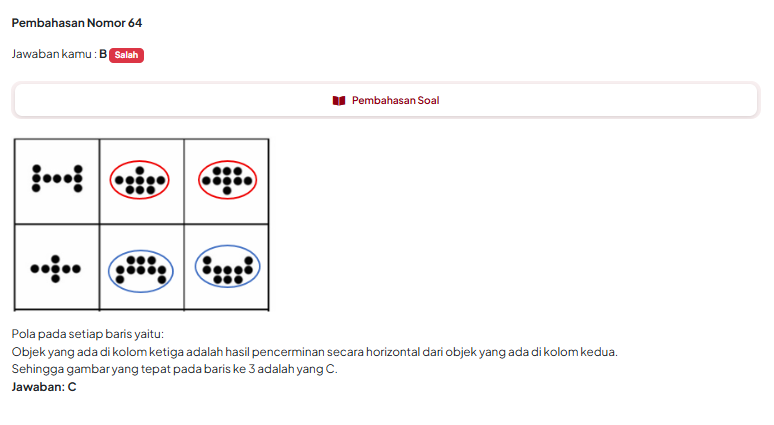 Pembahasan Nomor 64
Jawaban kamu : B Salah
Pembahasan Soal
Pola pada setiap baris yaitu:
Objek yang ada di kolom ketiga adalah hasil pencerminan secara horizontal dari objek yang ada di kolom kedua.
Sehingga gambar yang tepat pada baris ke 3 adalah yang C.
Jawaban: C